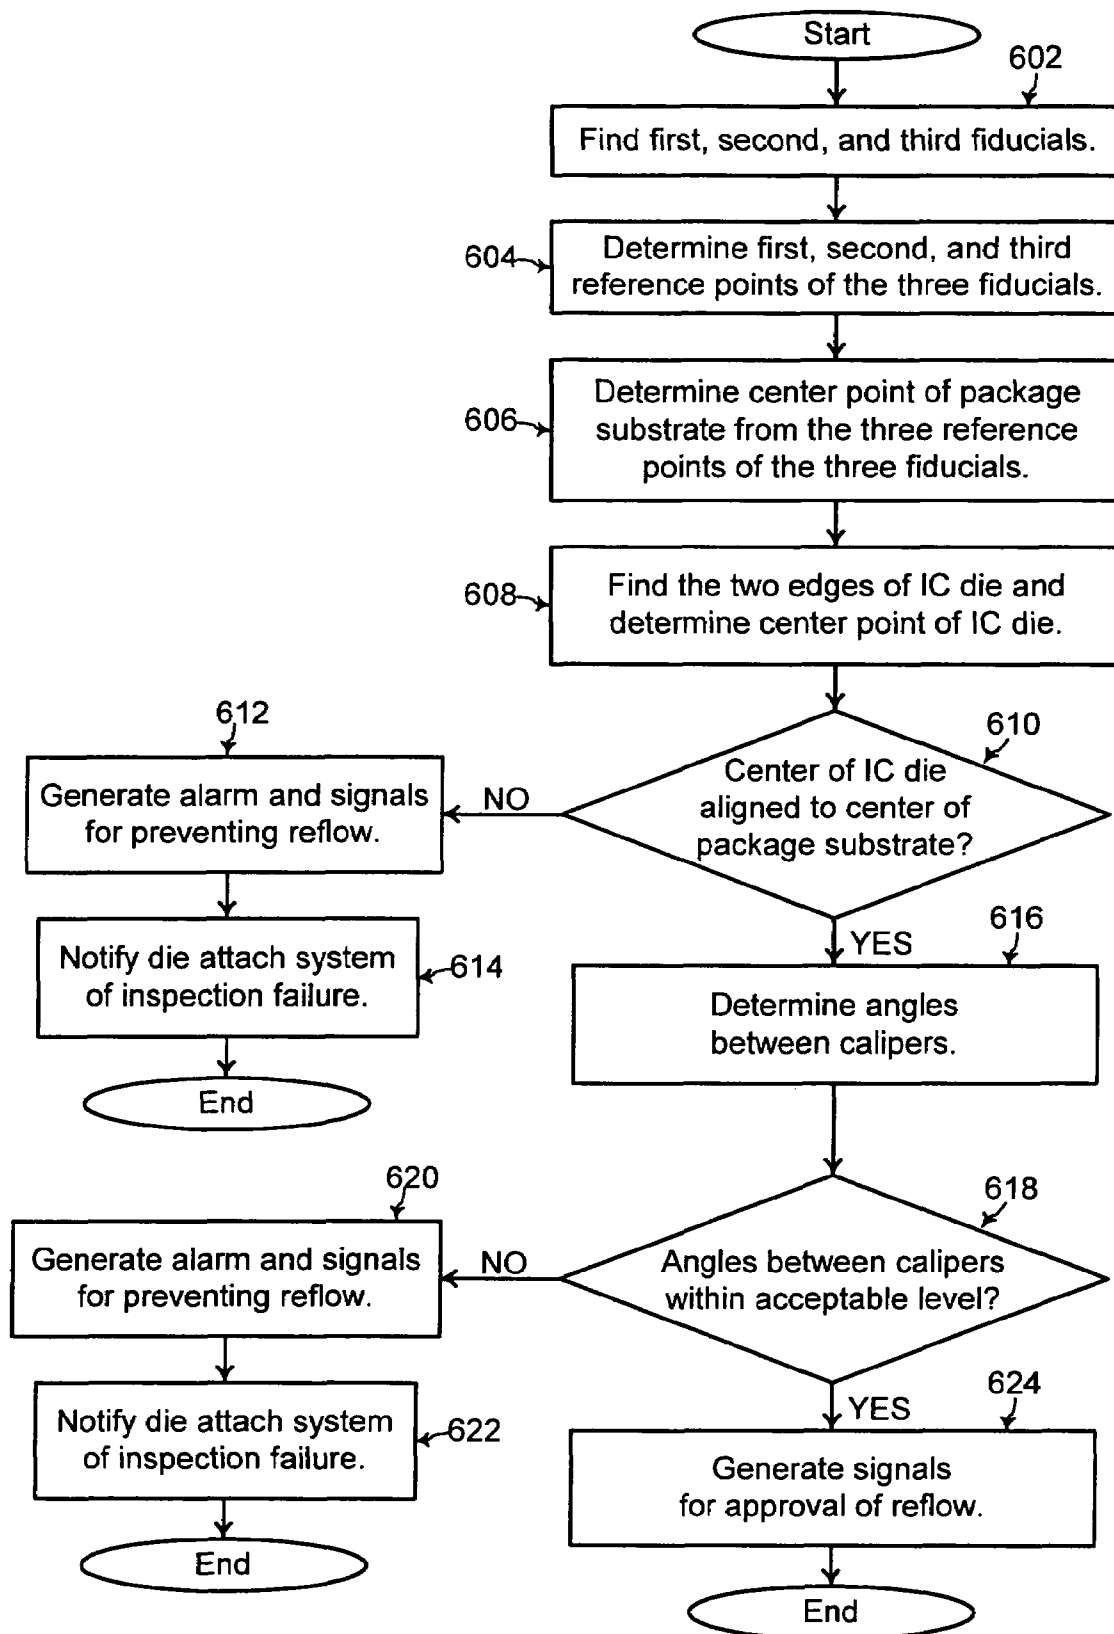 Start
602
Find first, second, and third fiducials.
604
Determine first, second, and third
reference points of the three fiducials.
606
Determine center point of package
substrate from the three reference
points of the three fiducials.
608
Find the two edges of IC die and
determine center point of IC die.
610
Center of IC die
aligned to center of
package substrate?
NO
612
Generate alarm and signals
for preventing reflow.
614
Notify die attach system
of inspection failure.
End
YES
616
Determine angles
between calipers.
618
Angles between calipers
within acceptable level?
NO
620
Generate alarm and signals
for preventing reflow.
622
Notify die attach system
of inspection failure.
End
YES
624
Generate signals
for approval of reflow.
End